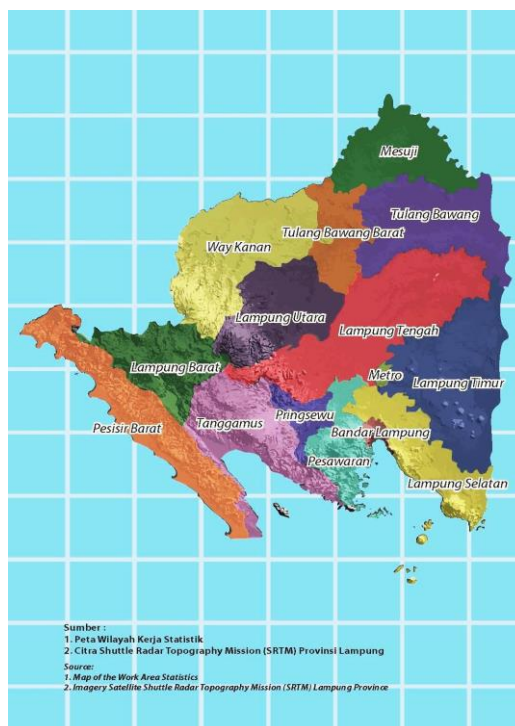 Mesuji
Tulang Bawang
Tulang Bawang Barat
Way Kanan
Lampung Utara
Lampung Tengah
Lampung Barat
Metro
Lampung Timur
Pringsewu
Tanggamus
Pesisir Barat
Bandar Lampung
Pesawaran
Lampung Selatan
Sumber :
1. Peta Wilayah Kerja Statistik
2. Citra Shuttle Radar Topography Mission (SRTM) Provinsi Lampung
Source:
1. Map of the Work Area Statistics
2. Imagery Satellite Shuttle Radar Topography Mission (SRTM) Lampung Province